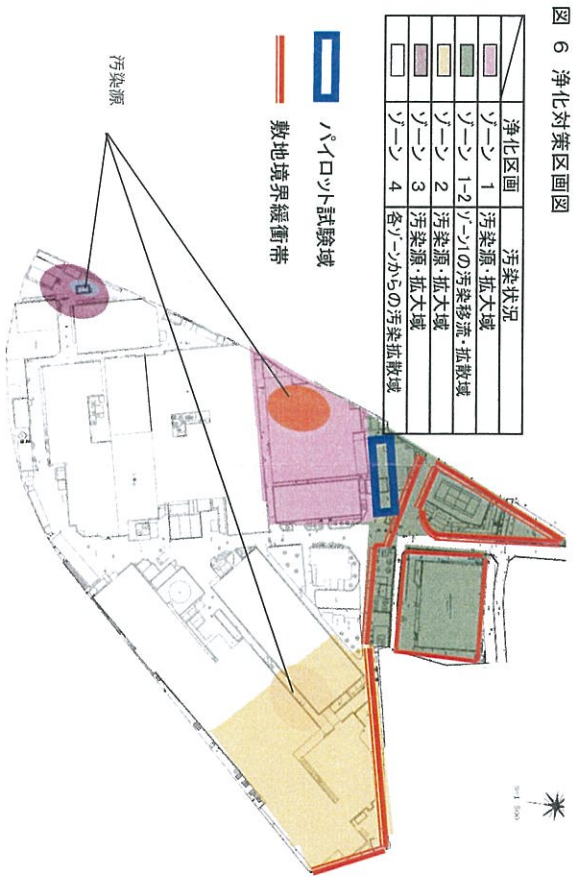 図 6 浄化対策区画図
浄化区画 汚染状況
ゾーン 1 汚染源・拡大域
ゾーン 1-2 ゾーン1の汚染移流・拡散域
ゾーン 2 汚染源・拡大域
ゾーン 3 汚染源・拡大域
ゾーン 4 各ゾーンからの汚染拡散域
パイロット試験域
敷地境界緩衝帯
汚染源